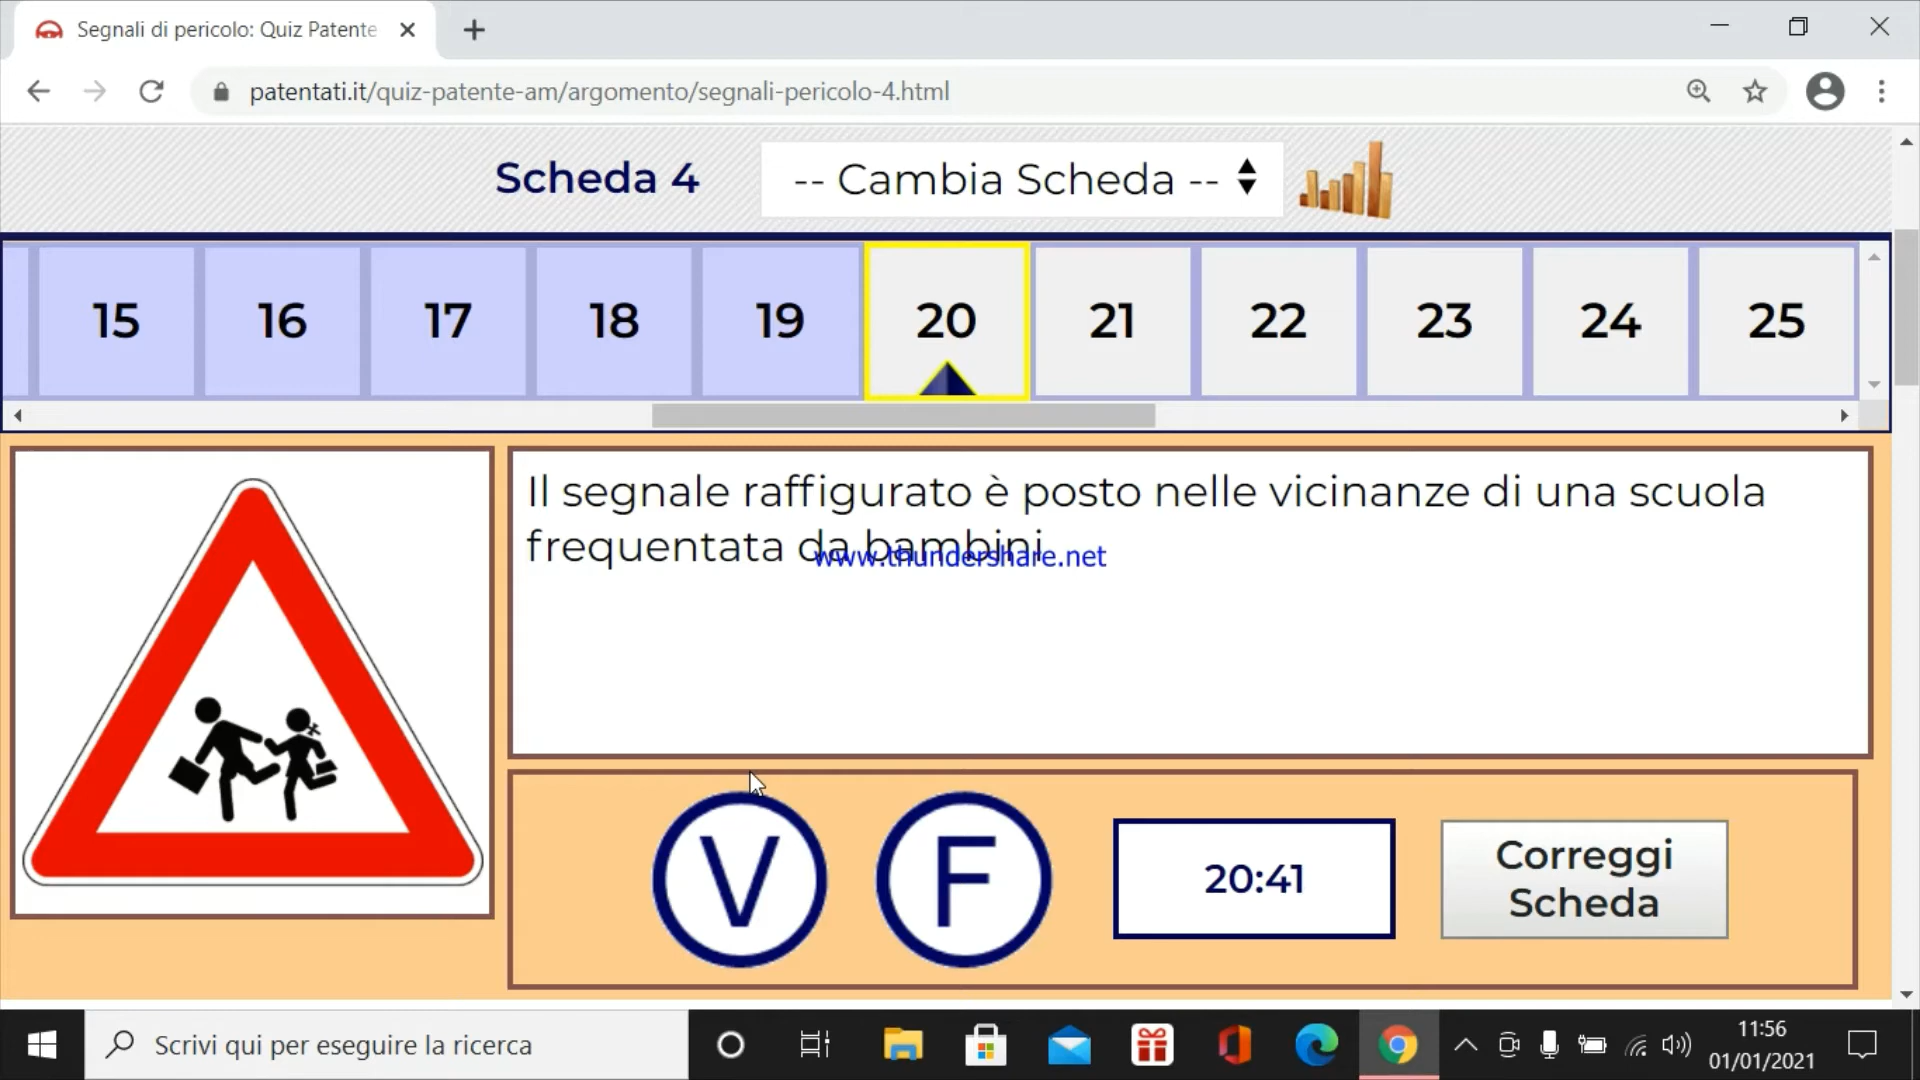 Segnali di pericolo: Quiz Patente
patentati.it/quiz-patente-am/argomento/segnali-pericolo-4.html
Scheda 4
-- Cambia Scheda --
15 16 17 18 19 20 21 22 23 24 25
Il segnale raffigurato è posto nelle vicinanze di una scuola
frequentata da bambini
www.thundershare.net
V F 20:41 Correggi
Scheda
Scrivi qui per eseguire la ricerca
11:56
01/01/2021